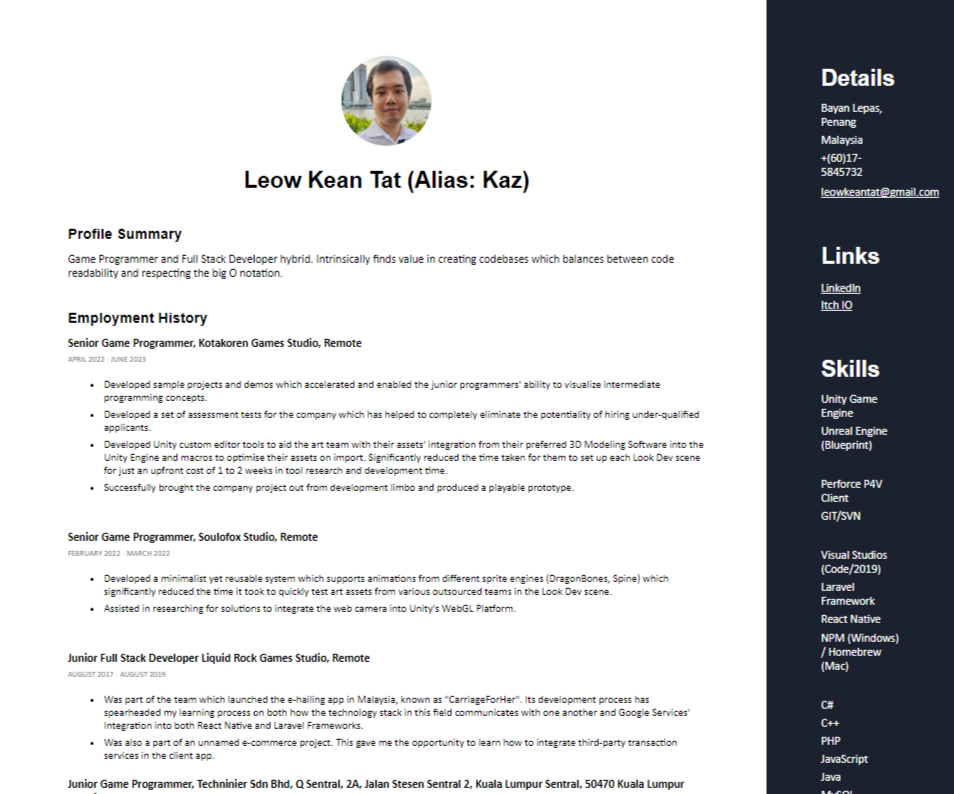 Leow Kean Tat (Alias: Kaz)
Profile Summary
Game Programmer and Full Stack Developer hybrid. Intrinsically finds value in creating codebases which balances between code
readability and respecting the big O notation.
Employment History
Senior Game Programmer, Kotakoren Games Studio, Remote
APRIL 2022 - JUNE 2023
• Developed sample projects and demos which accelerated and enabled the junior programmers' ability to visualize intermediate
programming concepts.
• Developed a set of assessment tests for the company which has helped to completely eliminate the potentiality of hiring under-qualified
applicants.
• Developed Unity custom editor tools to aid the art team with their assets' integration from their preferred 3D Modeling Software into the
Unity Engine and macros to optimise their assets on import. Significantly reduced the time taken for them to set up each Look Dev scene
for just an upfront cost of 1 to 2 weeks in tool research and development time.
• Successfully brought the company project out from development limbo and produced a playable prototype.
Senior Game Programmer, Soulofox Studio, Remote
FEBRUARY 2022 - MARCH 2022
• Developed a minimalist yet reusable system which supports animations from different sprite engines (DragonBones, Spine) which
significantly reduced the time it took to quickly test art assets from various outsourced teams in the Look Dev scene.
• Assisted in researching for solutions to integrate the web camera into Unity's WebGL Platform.
Junior Full Stack Developer Liquid Rock Games Studio, Remote
AUGUST 2017 - AUGUST 2019
• Was part of the team which launched the e-hailing app in Malaysia, known as "CarriageForHer". Its development process has
spearheaded my learning process on both how the technology stack in this field communicates with one another and Google Services'
Integration into both React Native and Laravel Frameworks.
• Was also a part of an unnamed e-commerce project. This gave me the opportunity to learn how to integrate third-party transaction
services in the client app.
Junior Game Programmer, Techninier Sdn Bhd, Q Sentral, 2A, Jalan Stesen Sentral 2, Kuala Lumpur Sentral, 50470 Kuala Lumpur
Details
Bayan Lepas,
Penang
Malaysia
+(60)17-
5845732
leowkeantat@gmail.com
Links
LinkedIn
Itch IO
Skills
Unity Game
Engine
Unreal Engine
(Blueprint)
Perforce P4V
Client
GIT/SVN
Visual Studios
(Code/2019)
Laravel
Framework
React Native
NPM (Windows)
/ Homebrew
(Mac)
C#
C++
PHP
JavaScript
Java
MySQL